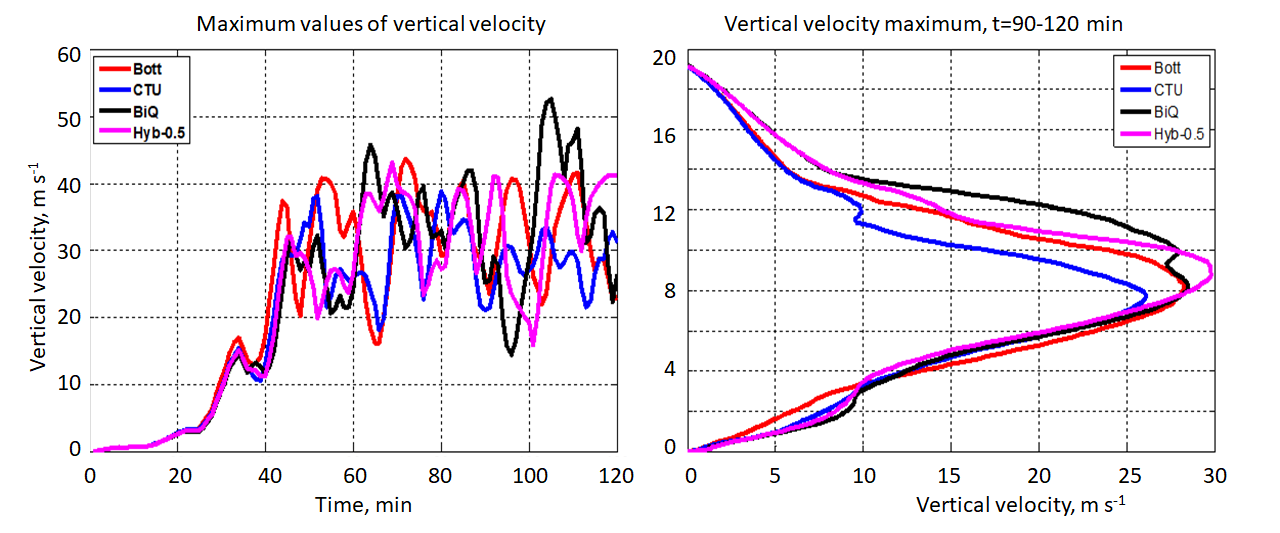 Maximum values of vertical velocity
60
50
40
30
20
10
0
Vertical velocity, m s-1
Bott
CTU
BiQ
Hyb-0.5
0 20 40 60 80 100 120
Time, min
Vertical velocity maximum, t=90-120 min
20
16
12
8
4
0
Bott
CTU
BiQ
Hyb-0.5
0 5 10 15 20 25 30
Vertical velocity, m s-1